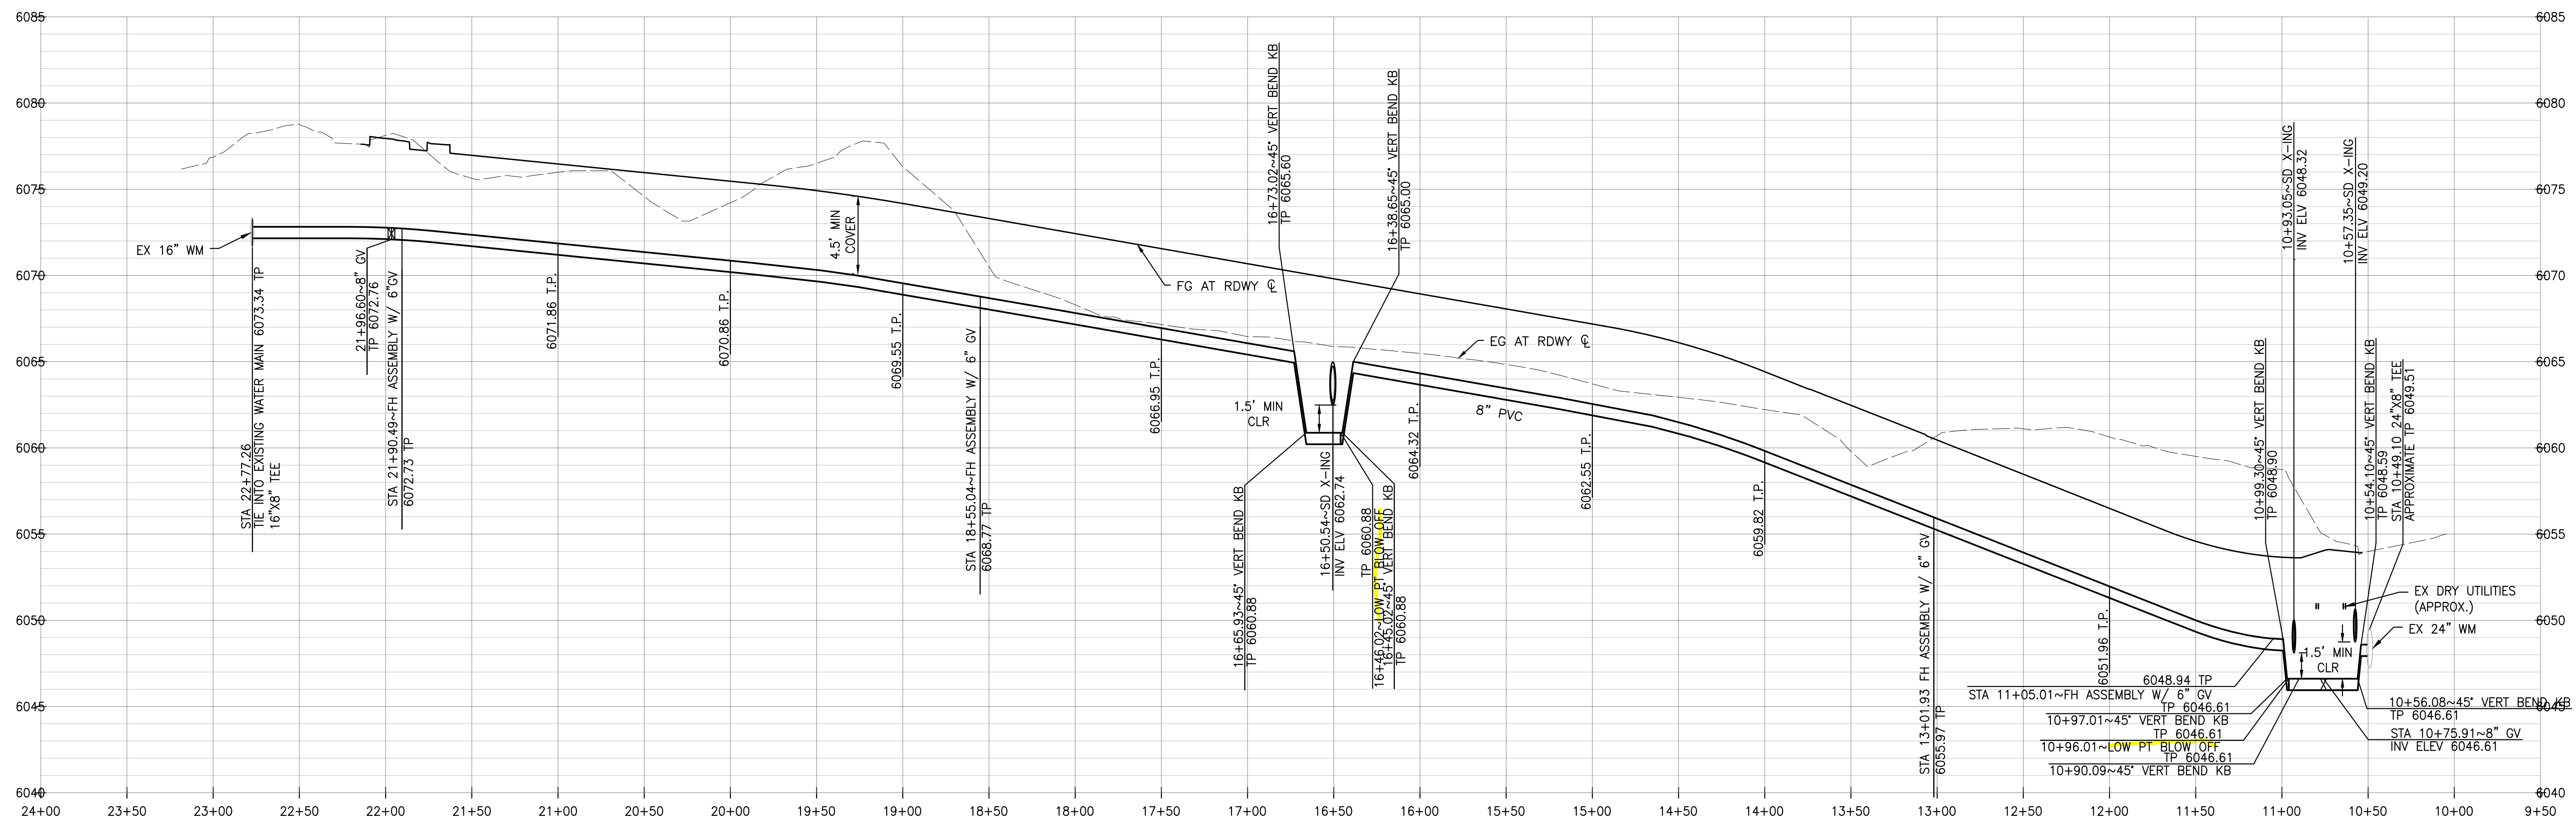 6085
6085
6080
6080
6075
6075
6070
6070
6065
6065
6060
6060
6055
6055
6050
6050
6045
6045
6040
6040
EX 16" WM
STA 22+77.26
TIE INTO EXISTING WATER MAIN 6073.34 TP
16"X8" TEE
21+96.60~8" GV
TP 6072.76
STA 21+90.49~FH ASSEMBLY W/ 6"GV
6072.73 TP
6071.86 T.P.
6070.86 T.P.
4.5' MIN
COVER
6069.55 T.P.
STA 18+55.04~FH ASSEMBLY W/ 6" GV
6068.77 TP
FG AT RDWY ℄
6066.95 T.P.
16+73.02~45° VERT BEND KB
TP 6065.60
16+38.65~45° VERT BEND KB
TP 6065.00
1.5' MIN
CLR
16+65.93~45° VERT BEND KB
TP 6060.88
16+50.54~SD X-ING
INV ELV 6062.74
TP 6060.88
16+46.02~LOW PT BLOW OFF
16+45.02~45° VERT BEND KB
TP 6060.88
6064.32 T.P.
EG AT RDWY ℄
8" PVC
6062.55 T.P.
6059.82 T.P.
STA 13+01.93 FH ASSEMBLY W/ 6" GV
6055.97 TP
6051.96 T.P.
10+99.30~45° VERT BEND KB
TP 6048.90
10+93.05~SD X-ING
INV ELV 6048.32
10+57.35~SD X-ING
INV ELV 6049.20
10+54.10~45° VERT BEND KB
TP 6048.59
STA 10+49.10 24"X8" TEE
APPROXIMATE TP 6049.51
EX DRY UTILITIES
(APPROX.)
EX 24" WM
1.5' MIN
CLR
6048.94 TP
STA 11+05.01~FH ASSEMBLY W/ 6" GV
TP 6046.61
10+97.01~45° VERT BEND KB
TP 6046.61
10+96.01~LOW PT BLOW OFF
TP 6046.61
10+90.09~45° VERT BEND KB
10+56.08~45° VERT BEND KB
TP 6046.61
STA 10+75.91~8" GV
INV ELEV 6046.61
24+00
23+50
23+00
22+50
22+00
21+50
21+00
20+50
20+00
19+50
19+00
18+50
18+00
17+50
17+00
16+50
16+00
15+50
15+00
14+50
14+00
13+50
13+00
12+50
12+00
11+50
11+00
10+50
10+00
9+50